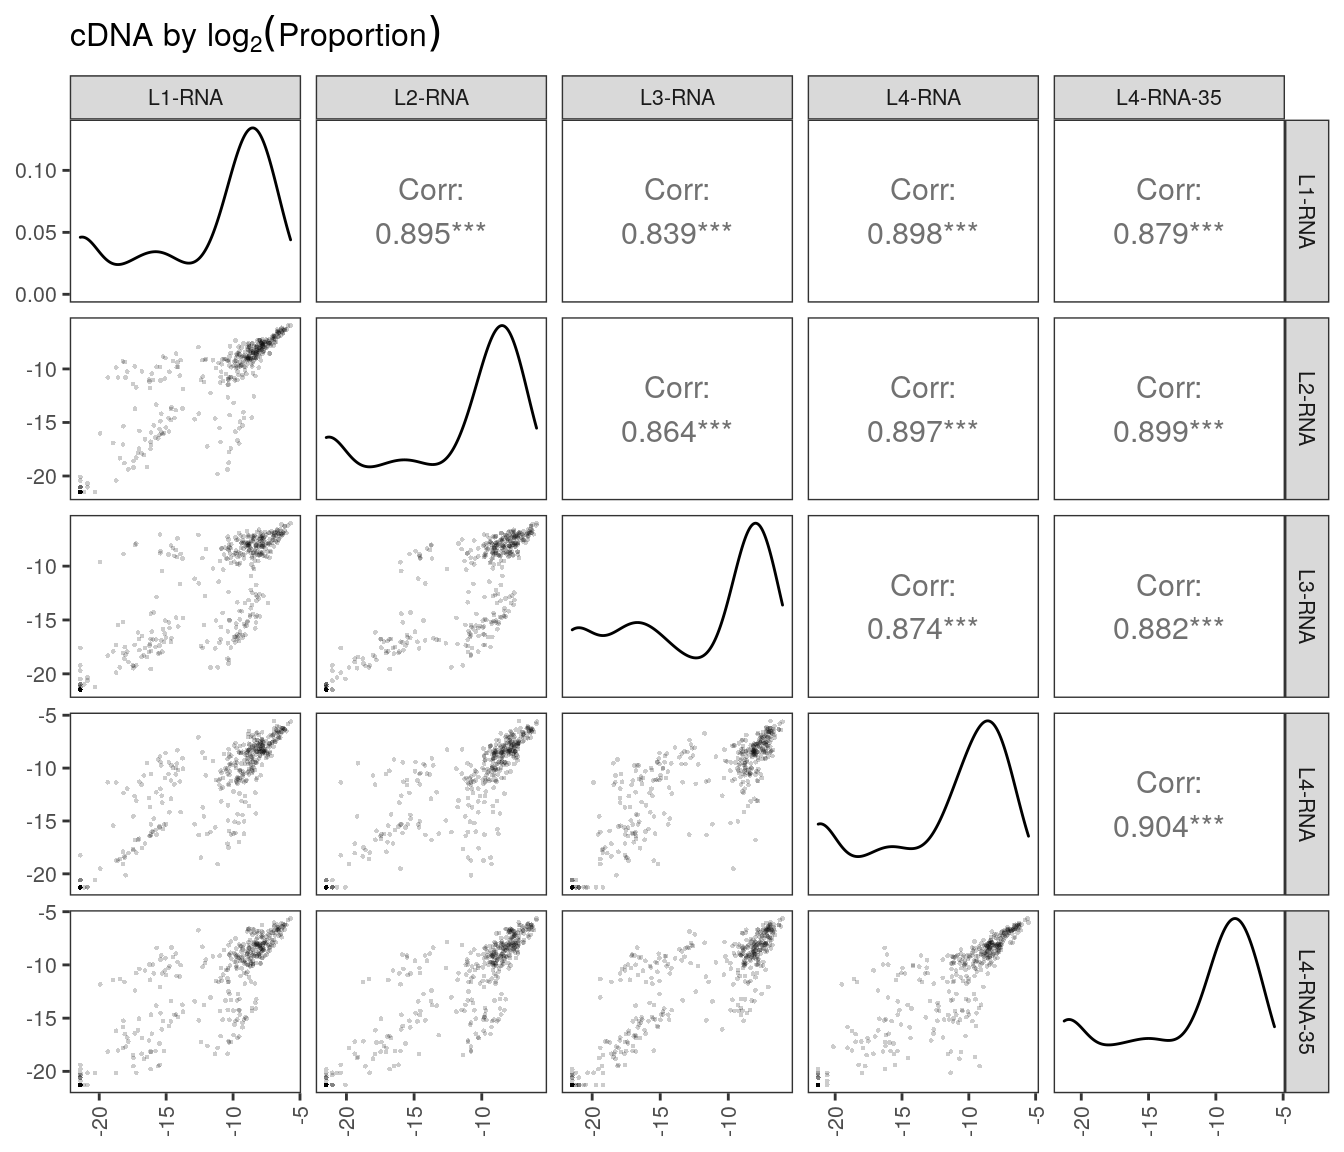 cDNA by log₂(Proportion)
L1-RNA L2-RNA L3-RNA L4-RNA L4-RNA-35
0.10
0.05
0.00
Corr: Corr: Corr: Corr:
0.895*** 0.839*** 0.898*** 0.879***
L1-RNA
-10
-15
-20
Corr: Corr: Corr:
0.864*** 0.897*** 0.899***
L2-RNA
-10
-15
-20
Corr: Corr:
0.874*** 0.882***
L3-RNA
-5
-10
-15
-20
Corr:
0.904***
L4-RNA
-5
-10
-15
-20
L4-RNA-35
-20 -15 -10 -5 -20 -15 -10 -20 -15 -10 -20 -15 -10 -5 -20 -15 -10 -5